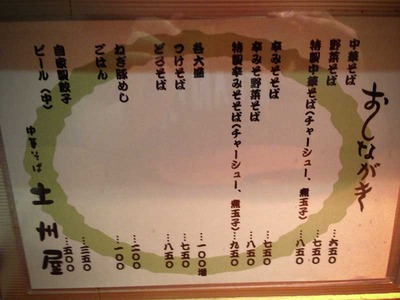 おしながき
中華そば …六五〇
野菜そば …七五〇
特製中華そば(チャーシュー、煮玉子) …八五〇
辛みそば …七五〇
辛みそ野菜そば …八五〇
特製辛みそそば(チャーシュー、煮玉子) …九五〇
各大盛 …一〇〇増
つけそば …七五〇
どろそば …八五〇
ねぎ豚めし …二〇〇
ごはん …一〇〇
自家製餃子 …三五〇
ビール(中) …五〇〇
中華そば 土州屋